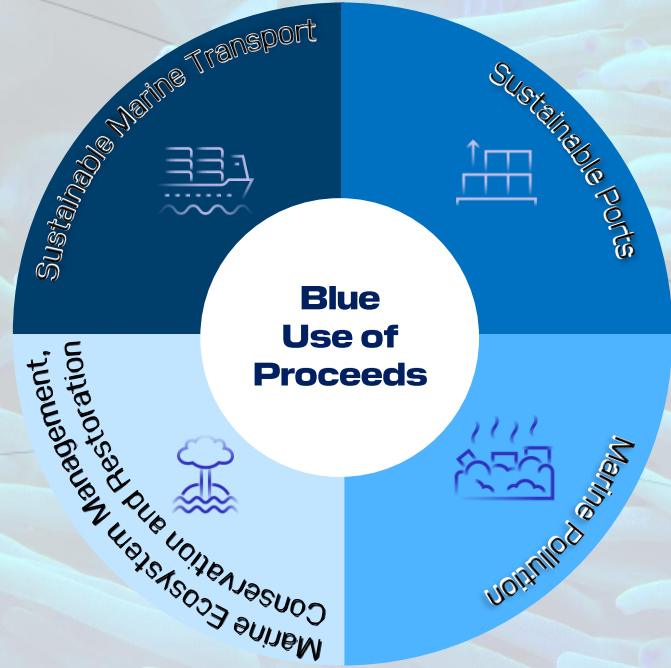 Sustainable Marine Transport
Sustainable Ports
Blue
Use of
Proceeds
Marine Ecosystem Management,
Conservation and Restoration
Marine Pollution